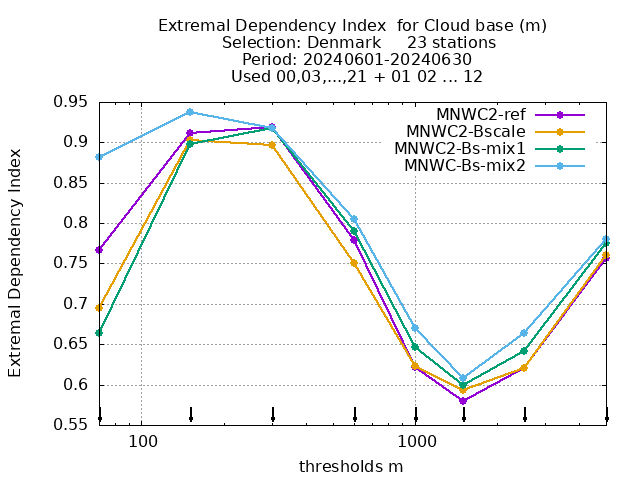 Extremal Dependency Index  for Cloud base (m)
Selection: Denmark     23 stations
Period: 20240601-20240630
Used 00,03,...,21 + 01 02 ... 12
MNWC2-ref
MNWC2-Bscale
MNWC2-Bs-mix1
MNWC-Bs-mix2
Extremal Dependency Index
0.95
0.9
0.85
0.8
0.75
0.7
0.65
0.6
0.55
100
1000
thresholds m